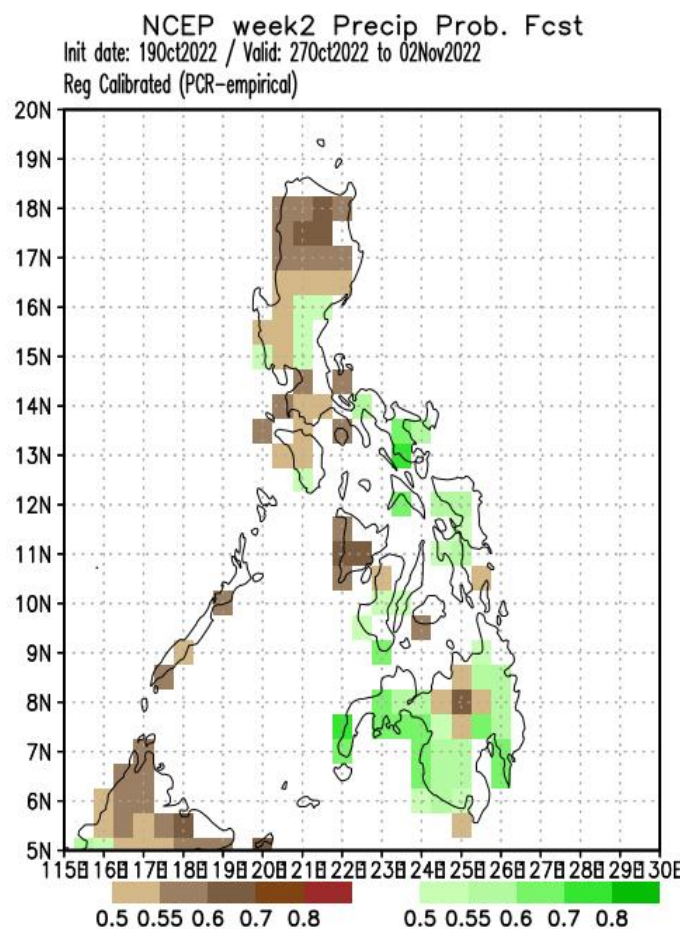 NCEP week2 Precip Prob. Fcst
Init date: 19Oct2022 / Valid: 27Oct2022 to 02Nov2022
Reg Calibrated (PCR-empirical)
20N
19N
18N
17N
16N
15N
14N
13N
12N
11N
10N
9N
8N
7N
6N
5N
115E 116E 117E 118E 119E 120E 121E 122E 123E 124E 125E 126E 127E 128E 129E 130E
0.5 0.55 0.6 0.7 0.8 0.5 0.55 0.6 0.7 0.8